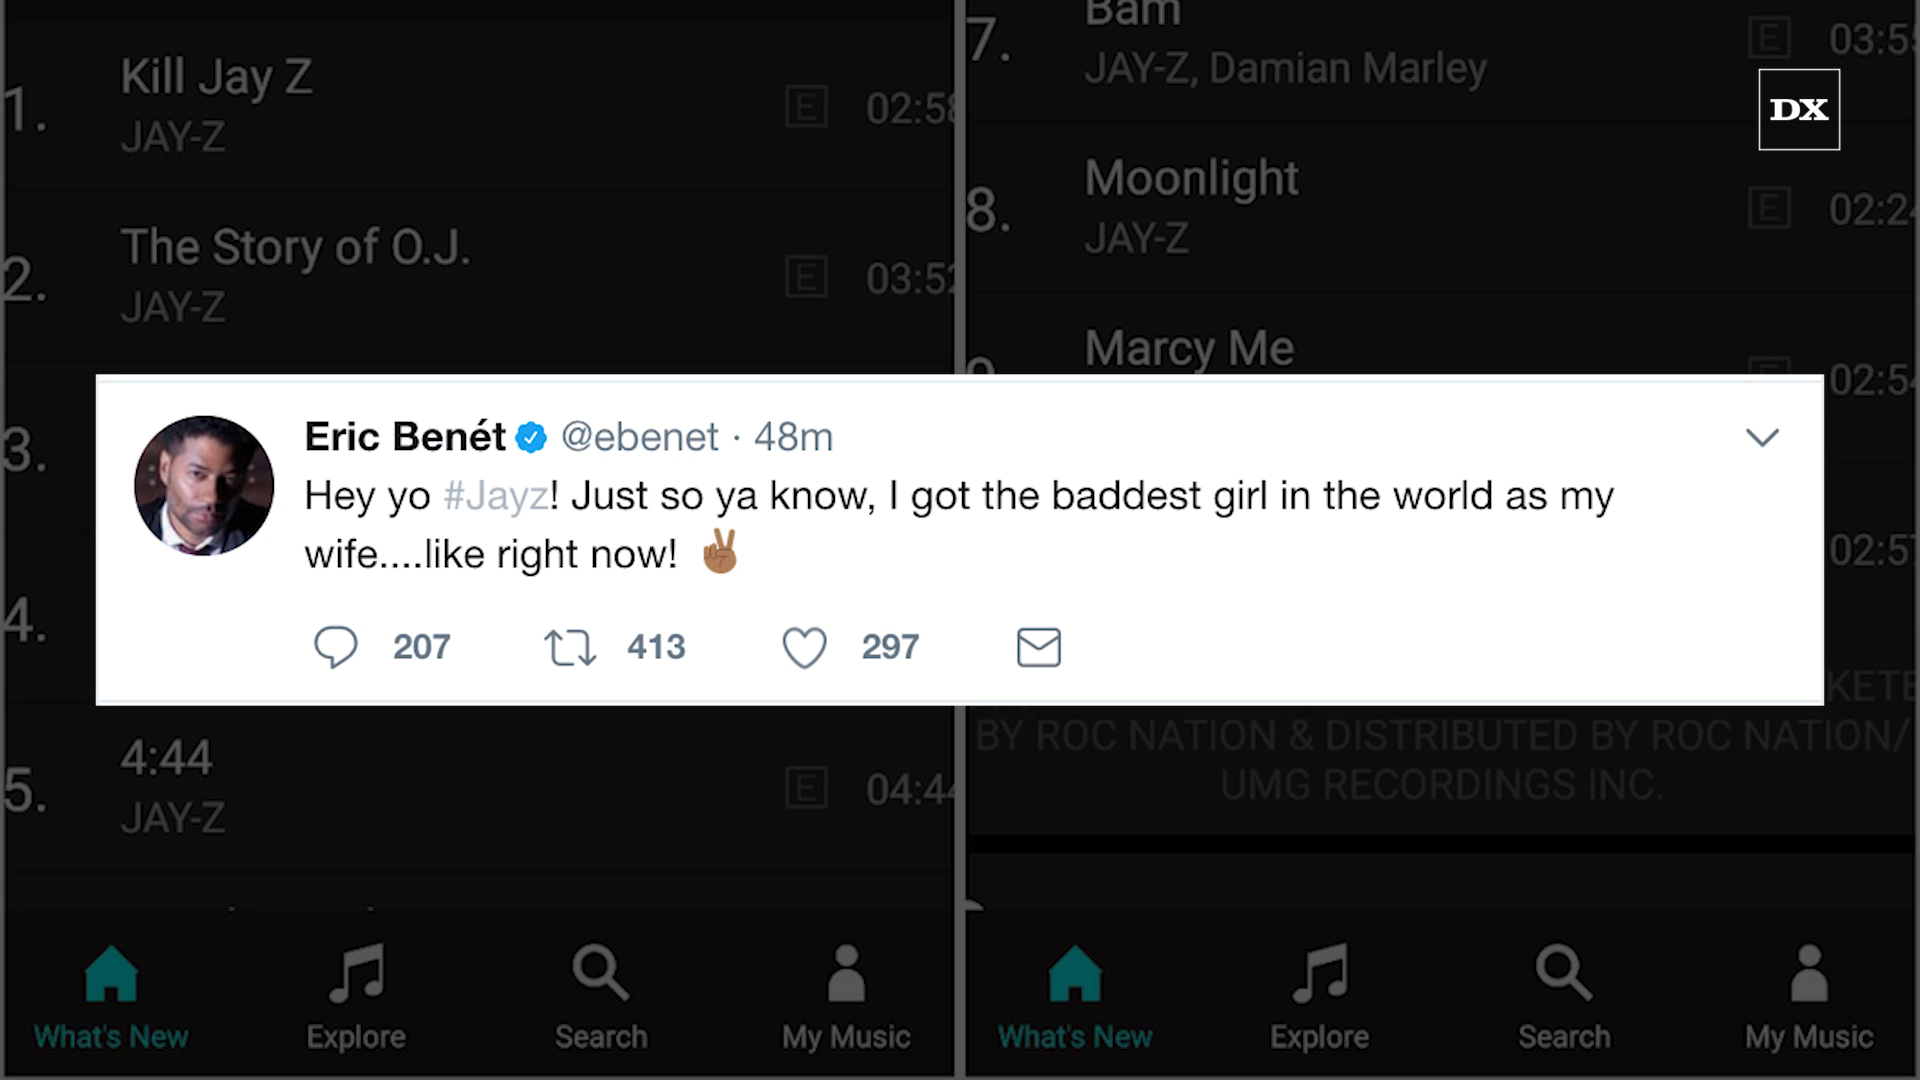 1.
Kill Jay Z
JAY-Z
E
2.
The Story of O.J.
JAY-Z
E
3.
4.
5.
4:44
JAY-Z
E
What's New
Explore
Search
My Music
7.
Bam
JAY-Z, Damian Marley
E
DX
8.
Moonlight
JAY-Z
E
Marcy Me
Eric Benét @ebenet · 48m
Hey yo #Jayz! Just so ya know, I got the baddest girl in the world as my
wife....like right now! ✌🏾
207 413 297
BY ROC NATION & DISTRIBUTED BY ROC NATION/
UMG RECORDINGS INC.
What's New
Explore
Search
My Music